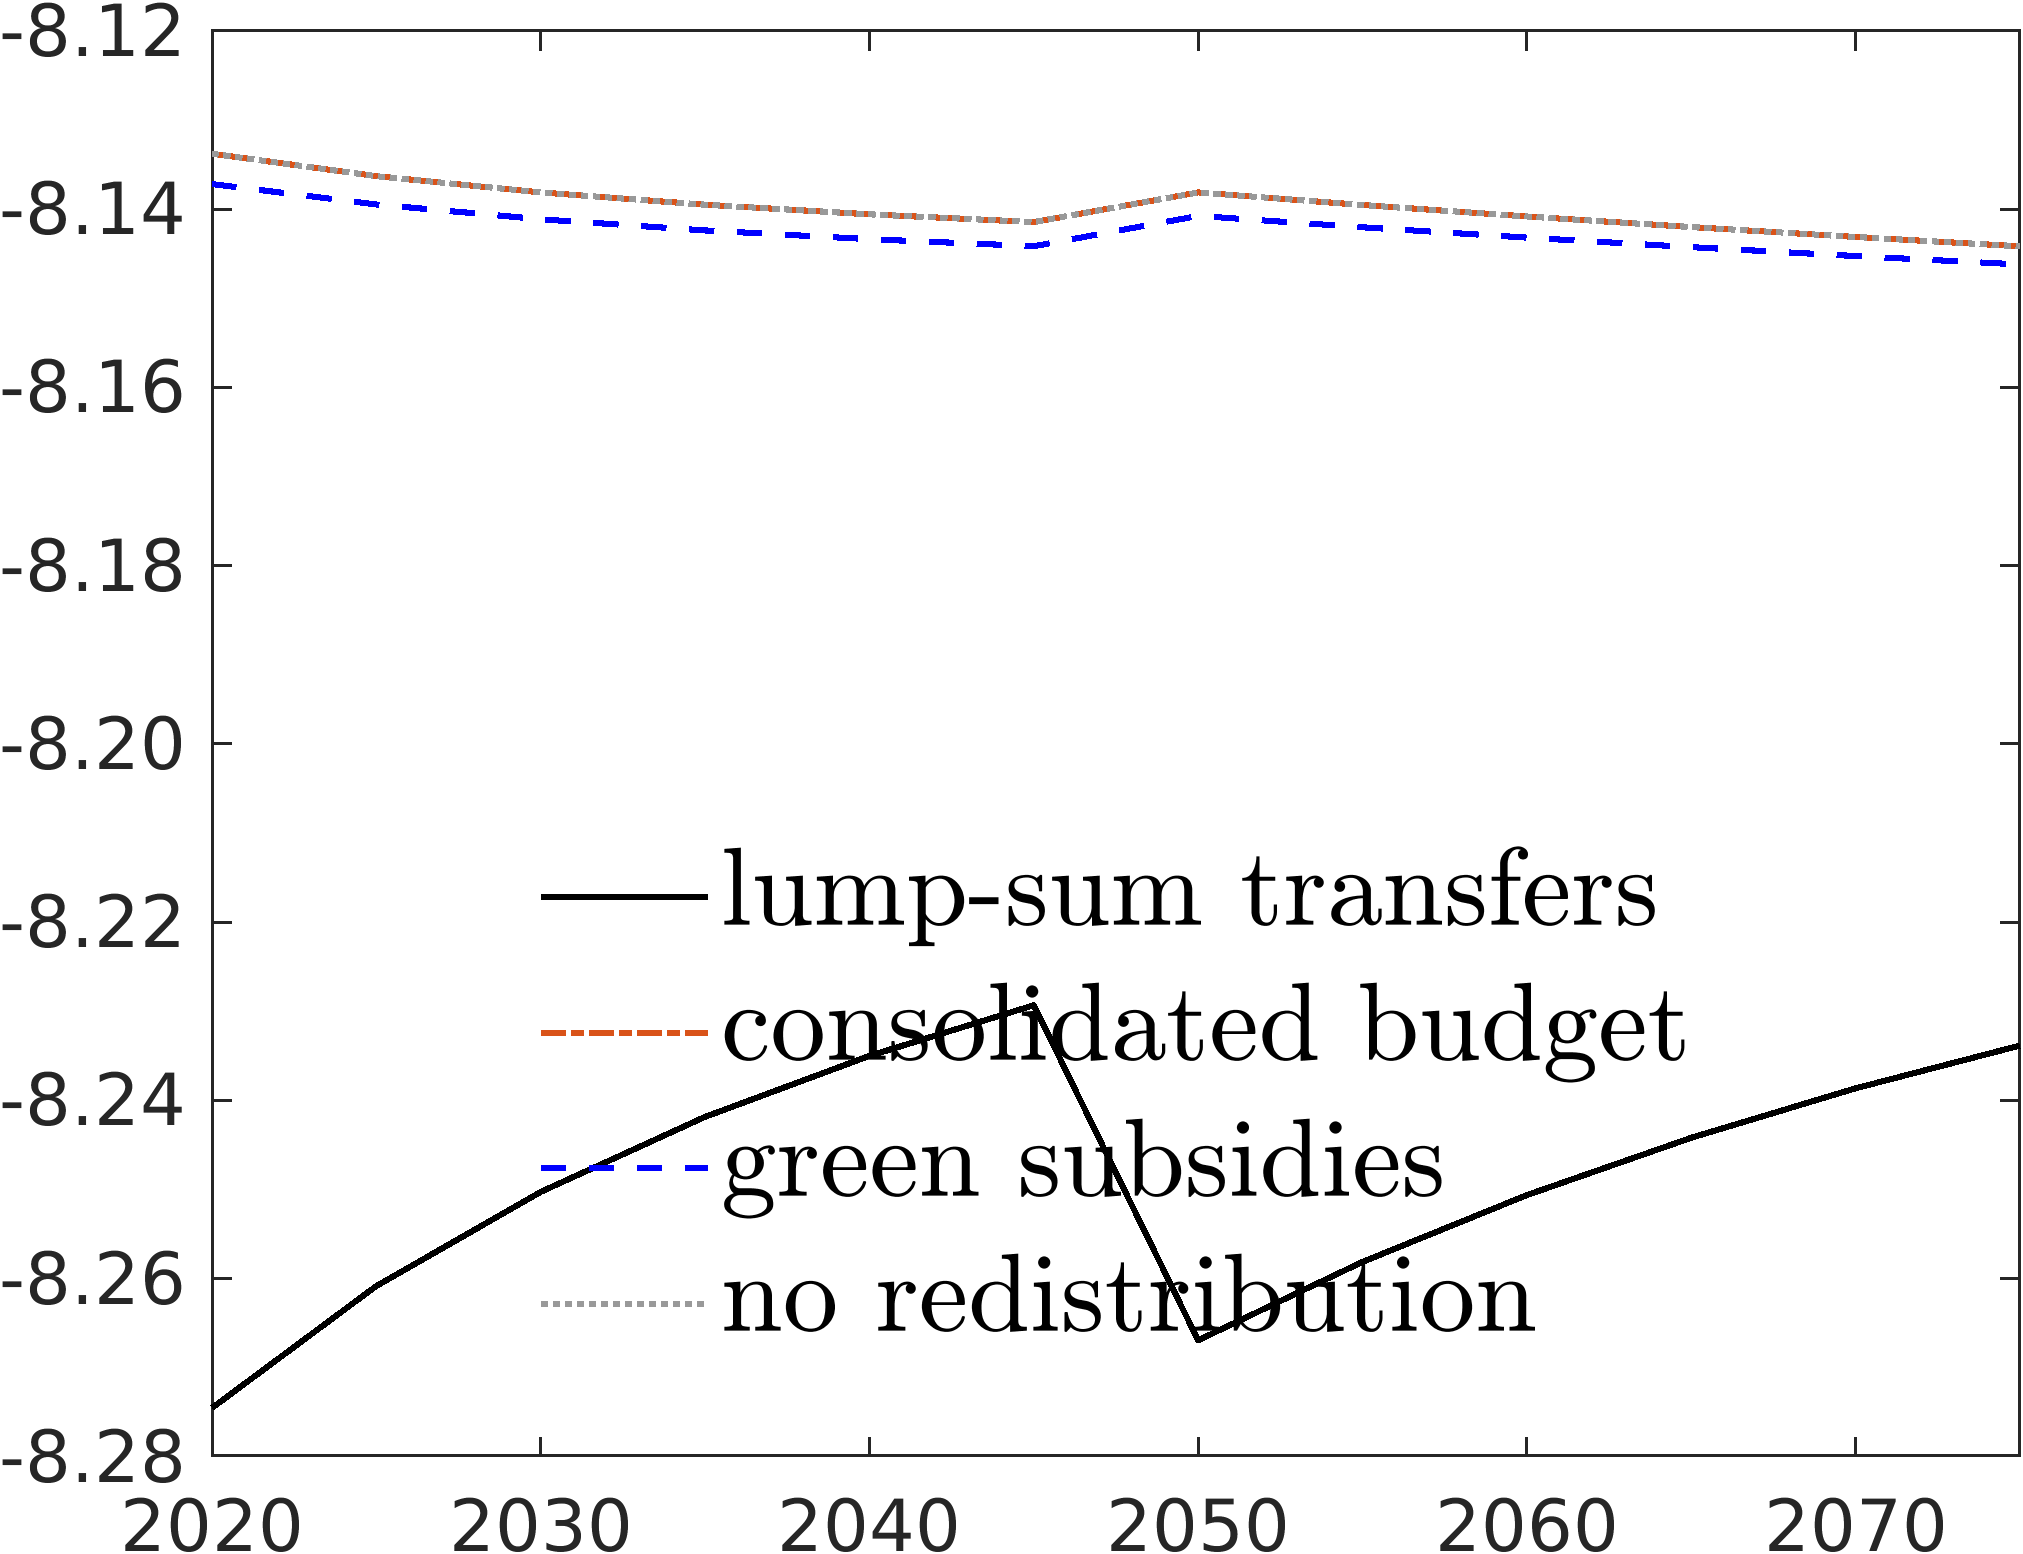 -8.12
-8.14
-8.16
-8.18
-8.20
-8.22
-8.24
-8.26
-8.28
lump-sum transfers
consolidated budget
green subsidies
no redistribution
2020 2030 2040 2050 2060 2070